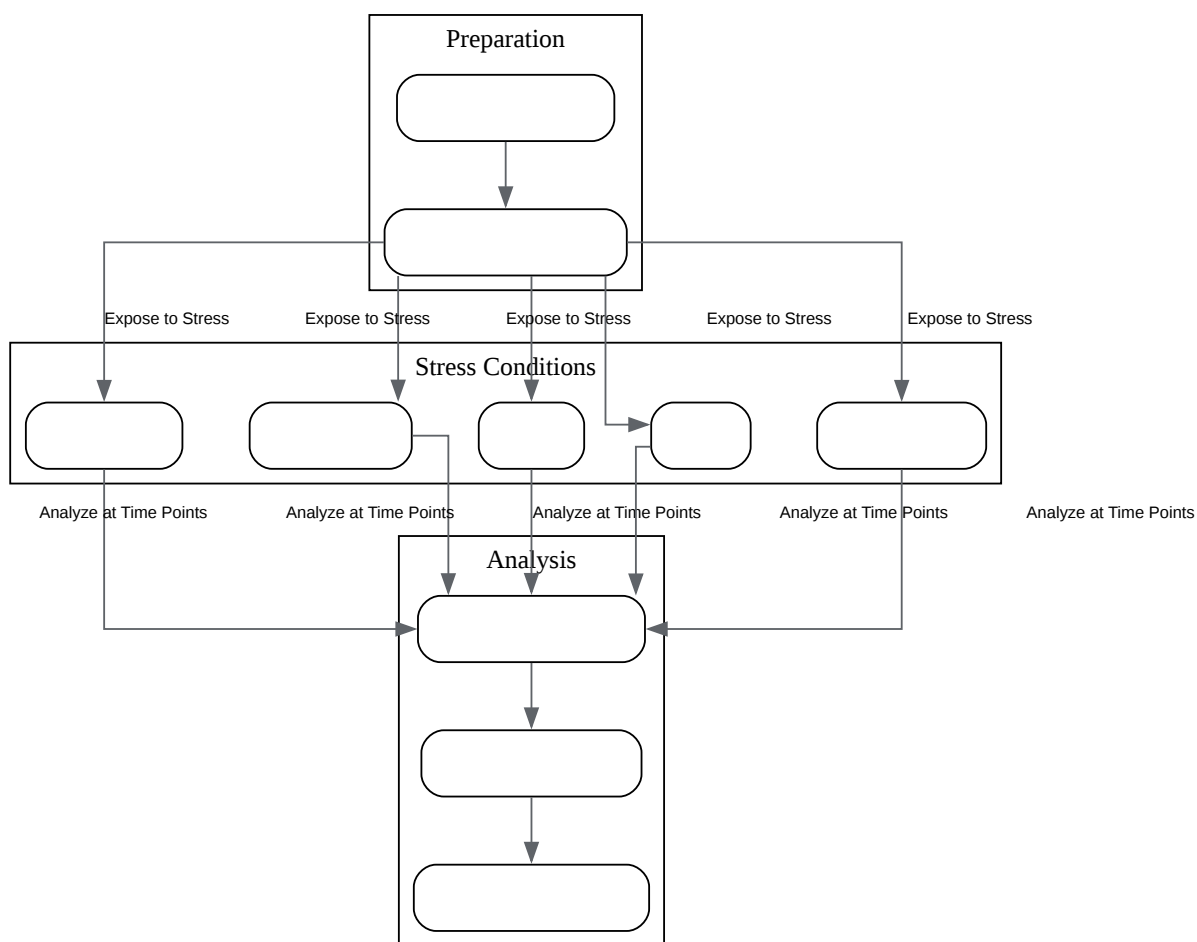 Preparation
Expose to Stress
Expose to Stress
Expose to Stress
Expose to Stress
Expose to Stress
Stress Conditions
Analyze at Time Points
Analyze at Time Points
Analyze at Time Points
Analyze at Time Points
Analyze at Time Points
Analysis